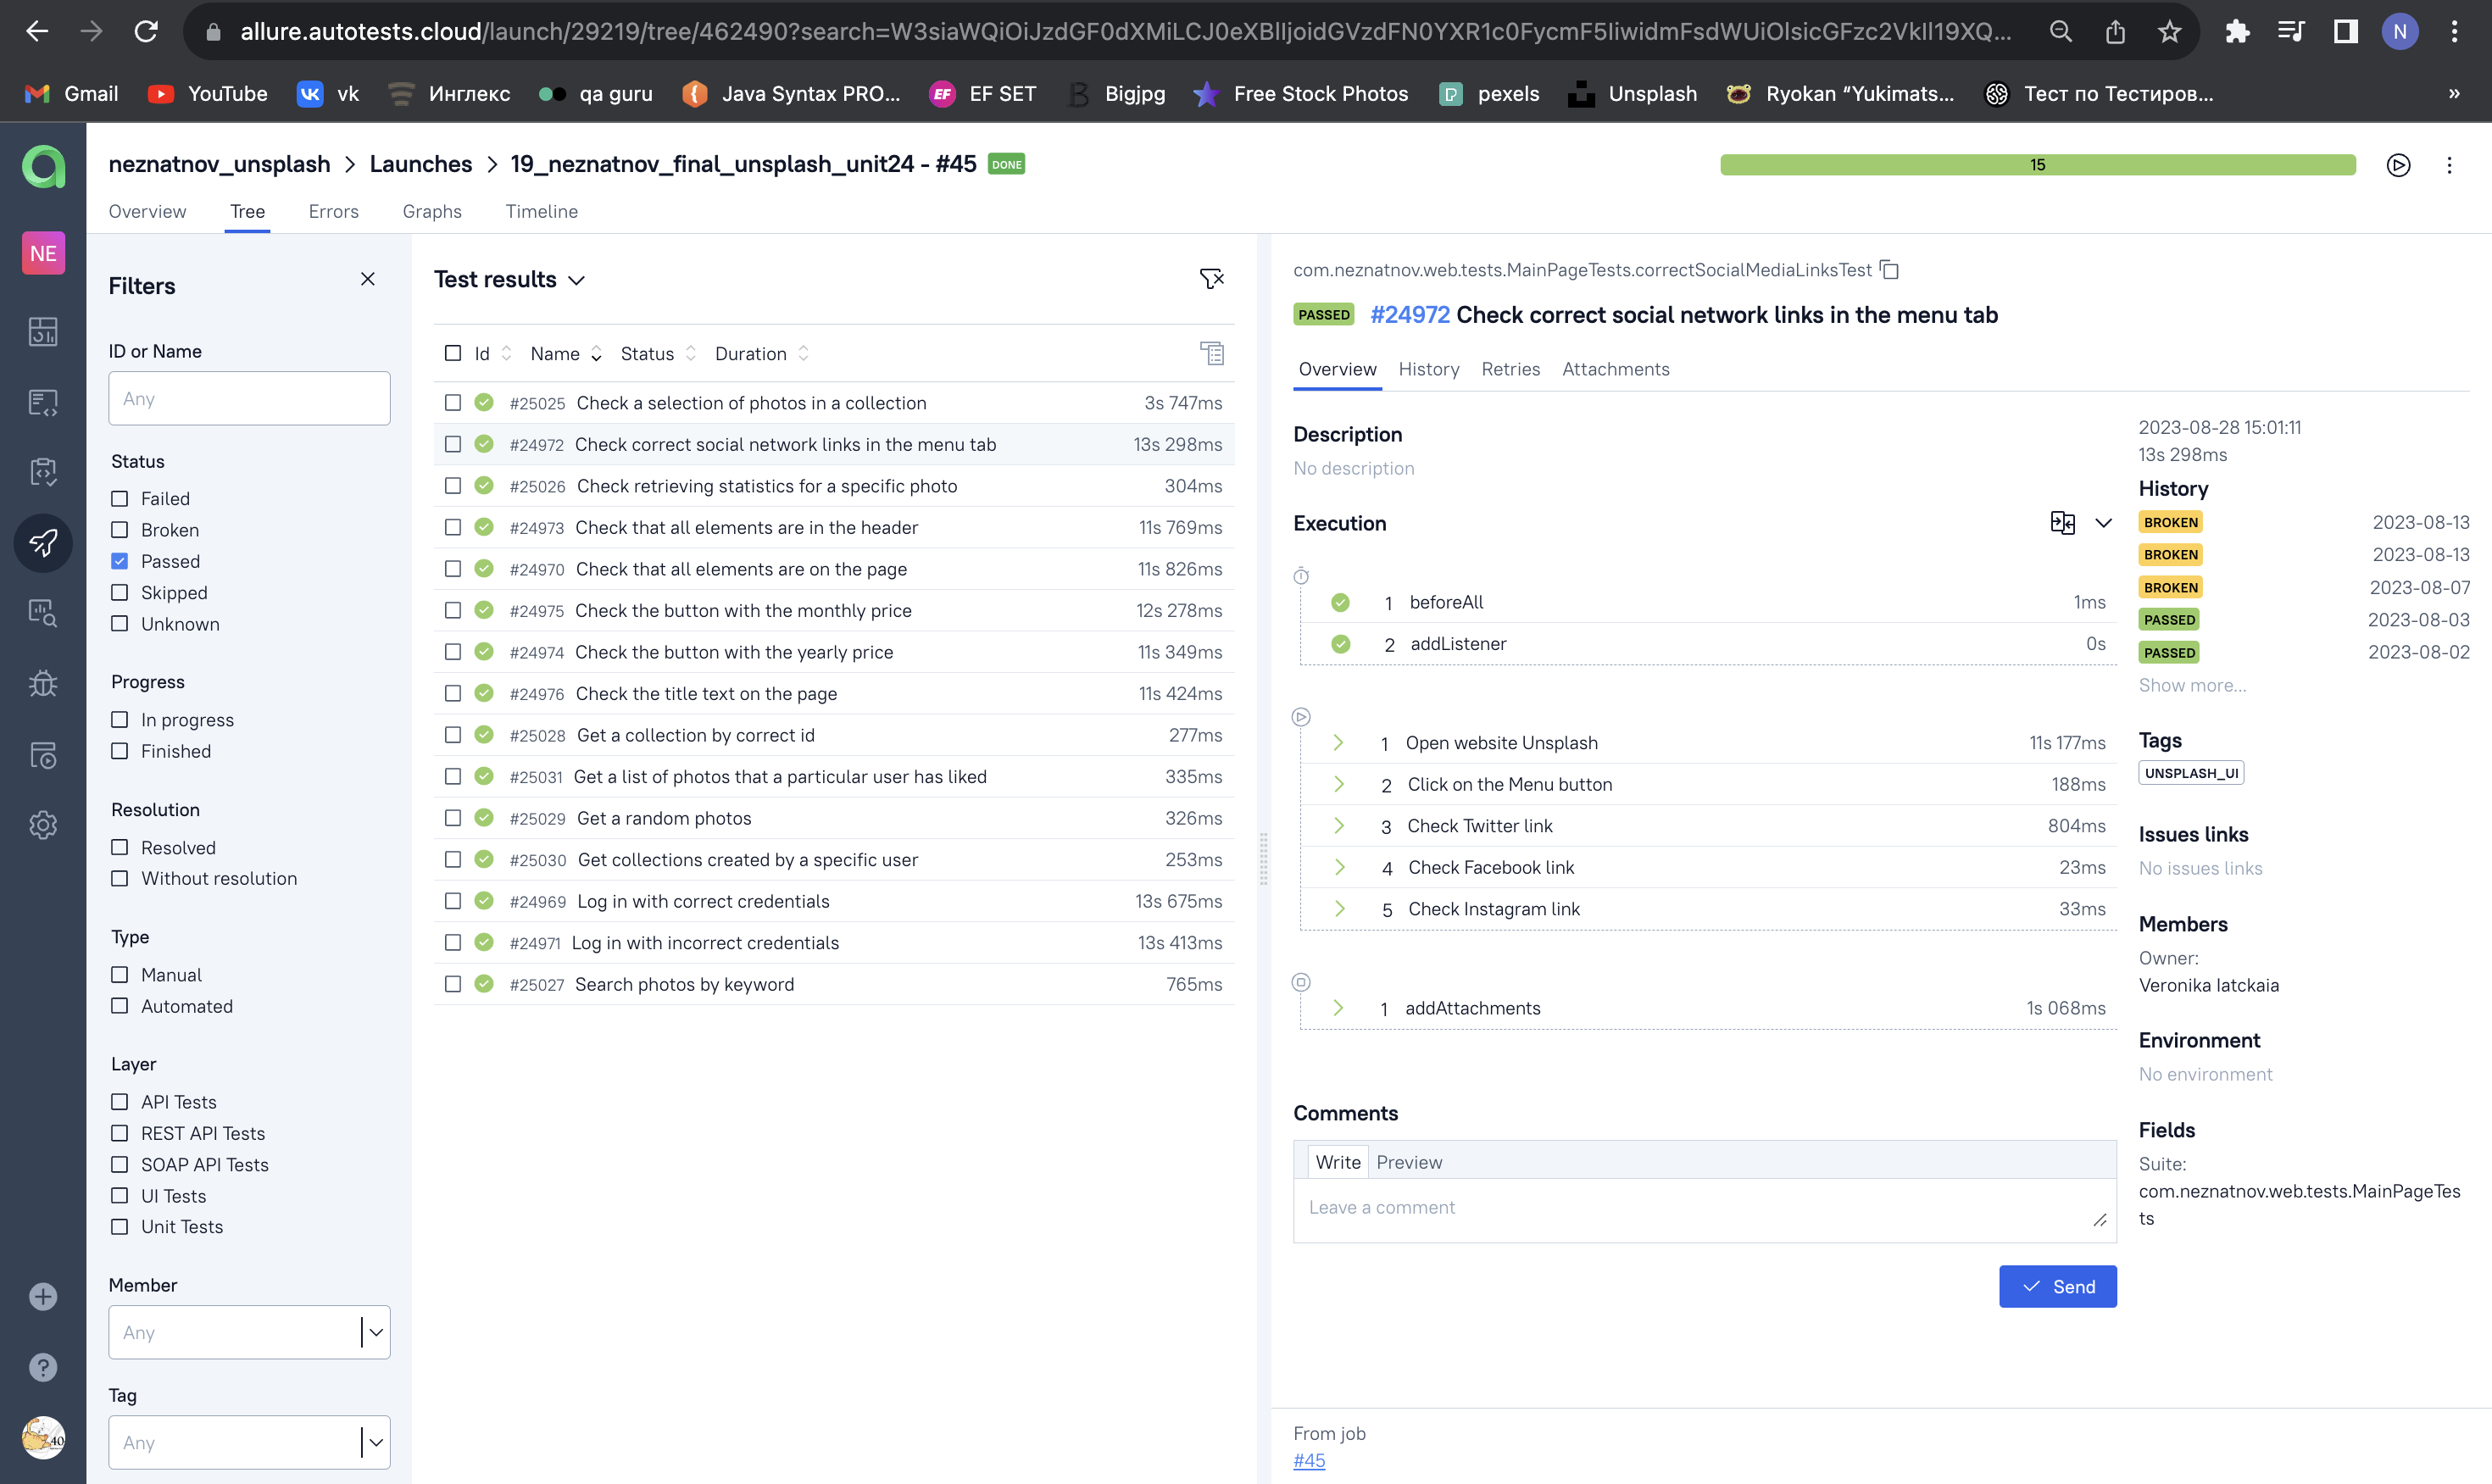 allure.autotests.cloud/launch/29219/tree/462490?search=W3siaWQiOiJzdGF0dXMiLCJ0eXBlIjoidGVzdFN0YXR1c0FycmF5IiwidmFsdWUiOlsicGFzc2VkIl19XQ...
N
Gmail YouTube vk Инглекс qa guru Java Syntax PRO... EF SET Bigjpg Free Stock Photos pexels Unsplash Ryokan “Yukimats... Тест по Тестиров... »
neznatnov_unsplash > Launches > 19_neznatnov_final_unsplash_unit24 - #45 DONE
15
Overview Tree Errors Graphs Timeline
NE
Filters
ID or Name
Any
Status
Failed
Broken
Passed
Skipped
Unknown
Progress
In progress
Finished
Resolution
Resolved
Without resolution
Type
Manual
Automated
Layer
API Tests
REST API Tests
SOAP API Tests
UI Tests
Unit Tests
Member
Any
Tag
Any
40
Test results
Id Name Status Duration
#25025 Check a selection of photos in a collection 3s 747ms
#24972 Check correct social network links in the menu tab 13s 298ms
#25026 Check retrieving statistics for a specific photo 304ms
#24973 Check that all elements are in the header 11s 769ms
#24970 Check that all elements are on the page 11s 826ms
#24975 Check the button with the monthly price 12s 278ms
#24974 Check the button with the yearly price 11s 349ms
#24976 Check the title text on the page 11s 424ms
#25028 Get a collection by correct id 277ms
#25031 Get a list of photos that a particular user has liked 335ms
#25029 Get a random photos 326ms
#25030 Get collections created by a specific user 253ms
#24969 Log in with correct credentials 13s 675ms
#24971 Log in with incorrect credentials 13s 413ms
#25027 Search photos by keyword 765ms
com.neznatnov.web.tests.MainPageTests.correctSocialMediaLinksTest
PASSED #24972 Check correct social network links in the menu tab
Overview History Retries Attachments
Description
No description
Execution
1 beforeAll 1ms
2 addListener 0s
1 Open website Unsplash 11s 177ms
2 Click on the Menu button 188ms
3 Check Twitter link 804ms
4 Check Facebook link 23ms
5 Check Instagram link 33ms
1 addAttachments 1s 068ms
Comments
Write Preview
Leave a comment
Send
From job
#45
2023-08-28 15:01:11
13s 298ms
History
BROKEN 2023-08-13
BROKEN 2023-08-13
BROKEN 2023-08-07
PASSED 2023-08-03
PASSED 2023-08-02
Show more...
Tags
UNSPLASH_UI
Issues links
No issues links
Members
Owner:
Veronika Iatckaia
Environment
No environment
Fields
Suite:
com.neznatnov.web.tests.MainPageTes
ts